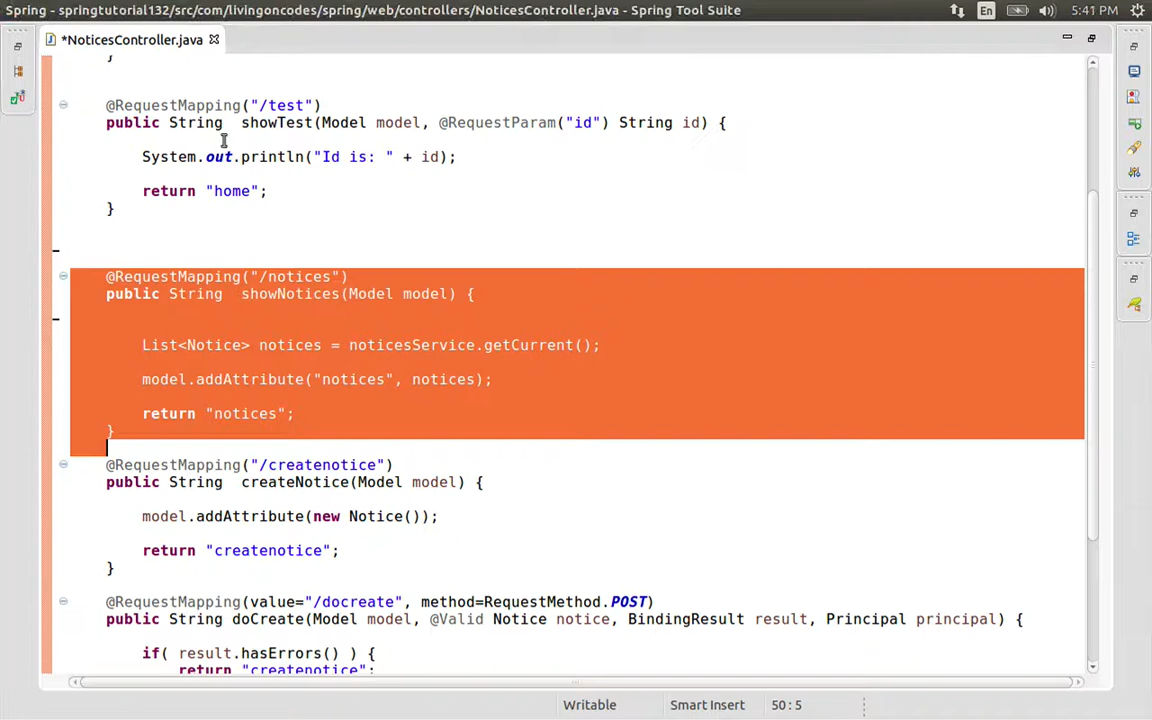 Spring - springtutorial132/src/com/livingoncodes/spring/web/controllers/NoticesController.java - Spring Tool Suite
En
5:41 PM
*NoticesController.java
}
@RequestMapping("/test")
public String  showTest(Model model, @RequestParam("id") String id) {
System.out.println("Id is: " + id);
return "home";
}
@RequestMapping("/notices")
public String  showNotices(Model model) {
List<Notice> notices = noticesService.getCurrent();
model.addAttribute("notices", notices);
return "notices";
}
@RequestMapping("/createnotice")
public String  createNotice(Model model) {
model.addAttribute(new Notice());
return "createnotice";
}
@RequestMapping(value="/docreate", method=RequestMethod.POST)
public String doCreate(Model model, @Valid Notice notice, BindingResult result, Principal principal) {
if( result.hasErrors() ) {
return "createnotice";
Writable
Smart Insert
50 : 5